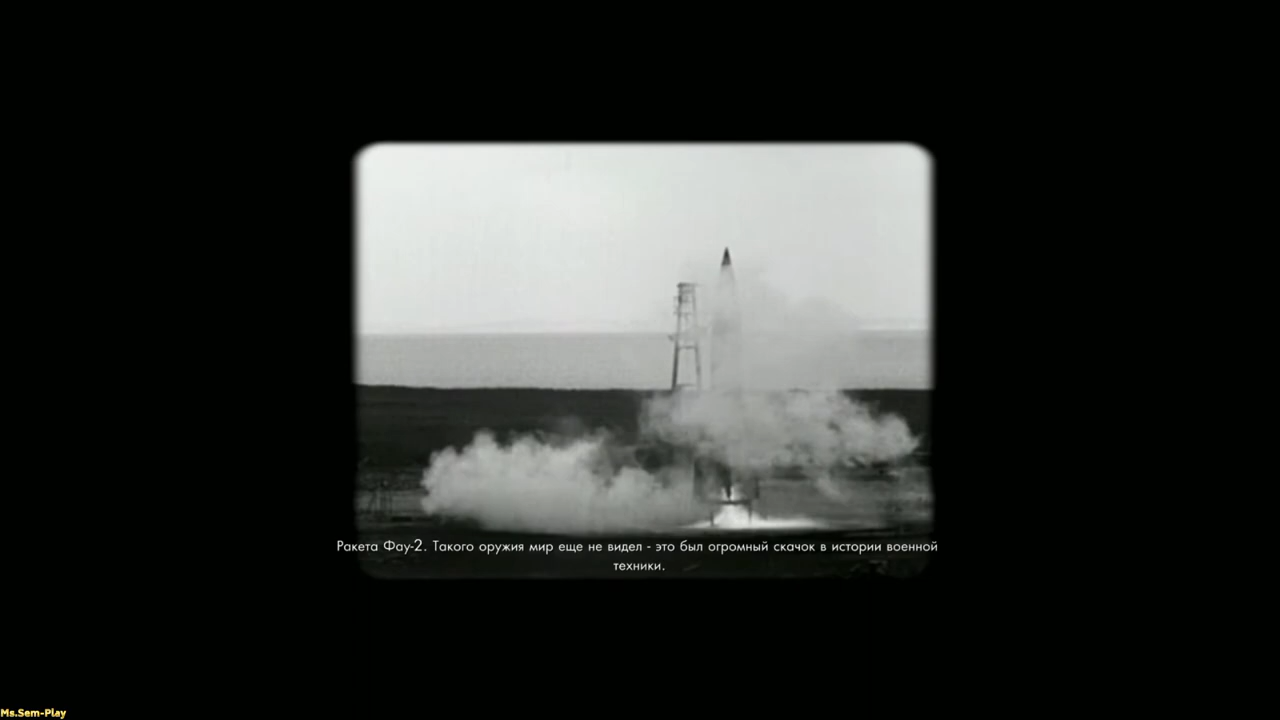 Ракета Фау-2. Такого оружия мир еще не видел - это был огромный скачок в истории военной
техники.
Ms.Sem-Play